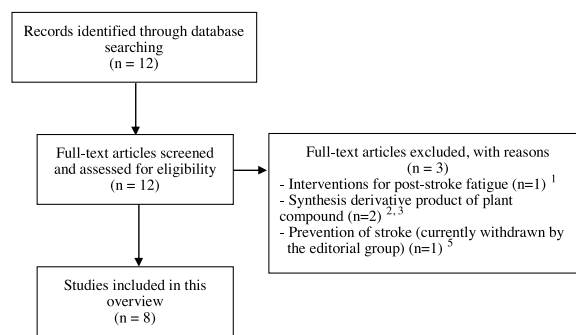 Records identified through database
searching
(n = 12)
Full-text articles screened
and assessed for eligibility
(n = 12)
Full-text articles excluded, with reasons
(n = 3)
- Interventions for post-stroke fatigue (n=1) 1
- Synthesis derivative product of plant
compound (n=2) 2, 3
- Prevention of stroke (currently withdrawn by
the editorial group) (n=1) 5
Studies included in this
overview
(n = 8)